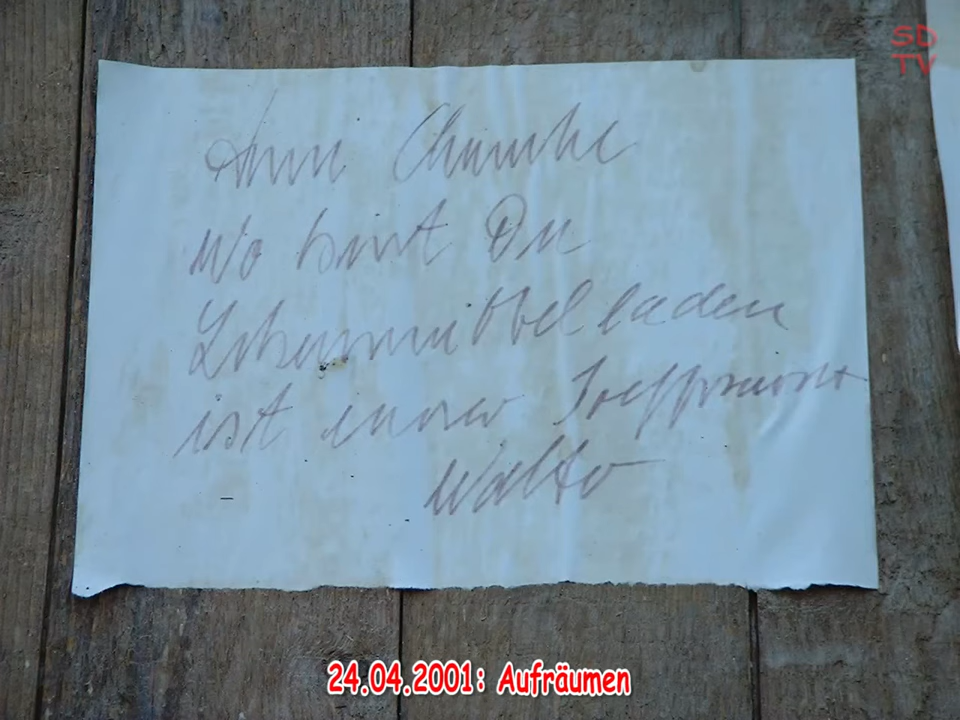 SD
TV
Wo bist Du
Lebensmittelladen
ist unser Treffpunkt
Walter
24.04.2001: Aufräumen